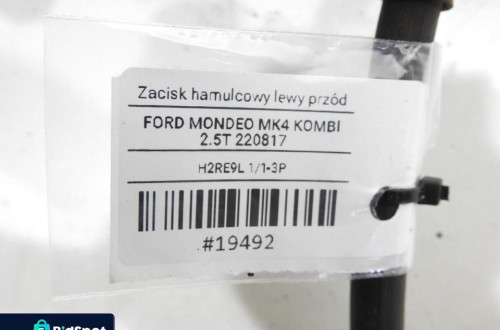 Zacisk hamulcowy lewy przód
FORD MONDEO MK4 KOMBI
2.5T 220817
H2RE9L 1/1-3P
#19492